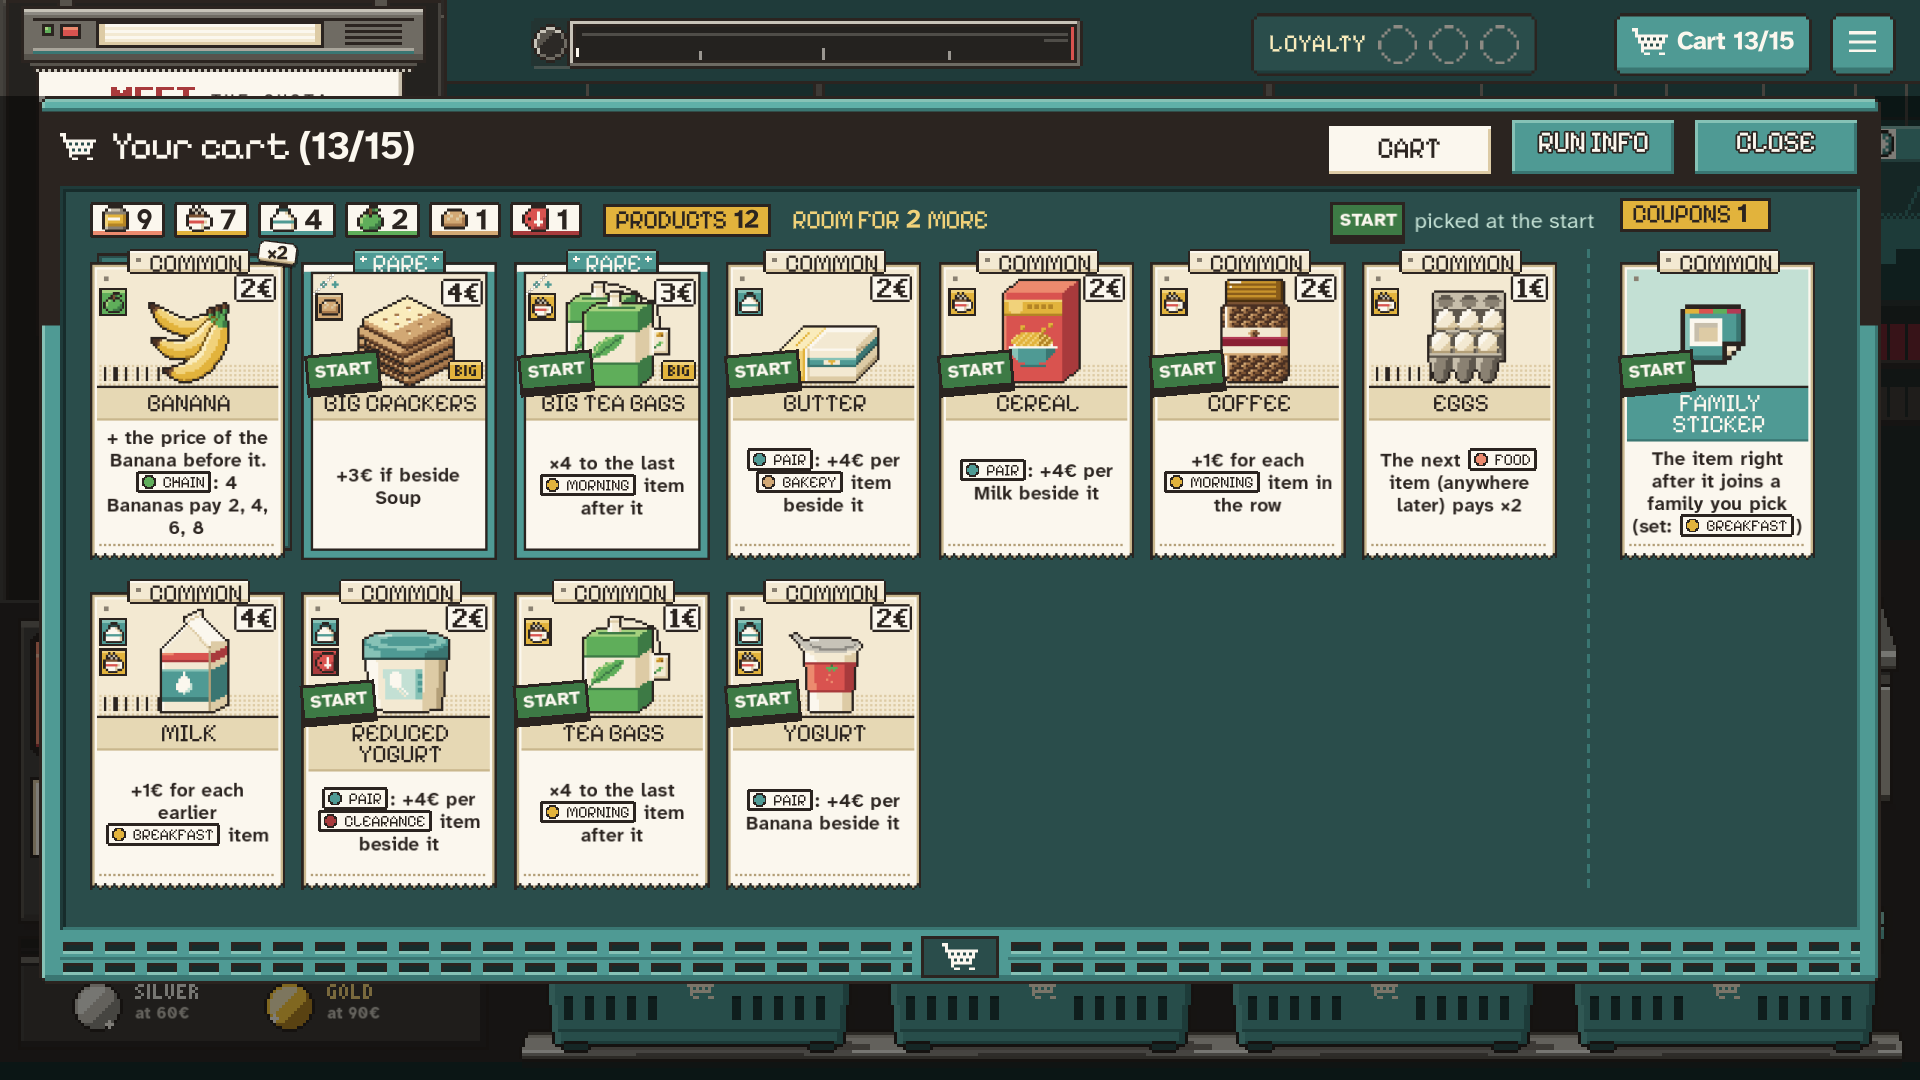 LOYALTY
Cart 13/15
MEET
Your cart (13/15)
CART
RUN INFO
CLOSE
9
7
4
2
1
1
PRODUCTS 12
ROOM FOR 2 MORE
START picked at the start
COUPONS 1
COMMON
×2
2€
BANANA
+ the price of the
Banana before it.
CHAIN: 4
Bananas pay 2, 4,
6, 8
RARE
4€
START
BIG
BIG CRACKERS
+3€ if beside
Soup
RARE
3€
START
BIG
BIG TEA BAGS
×4 to the last
MORNING item
after it
COMMON
2€
START
BUTTER
PAIR: +4€ per
BAKERY item
beside it
COMMON
2€
START
CEREAL
PAIR: +4€ per
Milk beside it
COMMON
2€
START
COFFEE
+1€ for each
MORNING item in
the row
COMMON
1€
EGGS
The next FOOD
item (anywhere
later) pays ×2
COMMON
START
FAMILY
STICKER
The item right
after it joins a
family you pick
(set: BREAKFAST)
COMMON
4€
MILK
+1€ for each
earlier
BREAKFAST item
COMMON
2€
START
REDUCED
YOGURT
PAIR: +4€ per
CLEARANCE item
beside it
COMMON
1€
START
TEA BAGS
×4 to the last
MORNING item
after it
COMMON
2€
START
YOGURT
PAIR: +4€ per
Banana beside it
SILVER
at 60€
GOLD
at 90€